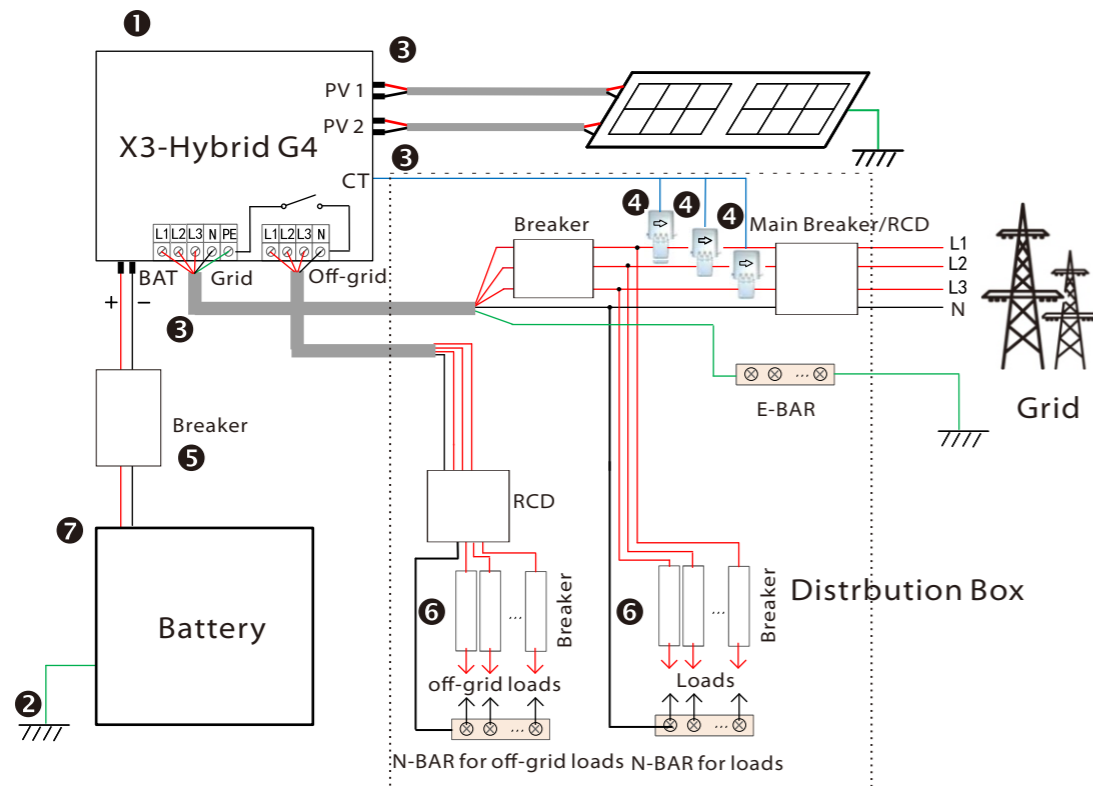 ❶
❸
PV 1
PV 2
X3-Hybrid G4
❸
CT
❹ ❹ ❹
Breaker
Main Breaker/RCD
L1 L2 L3 N PE
L1 L2 L3 N
L1
L2
L3
N
BAT
Grid
Off-grid
+
−
❸
E-BAR
Grid
Breaker
❺
RCD
❼
Battery
❻
...
Breaker
❻
...
Breaker
Distrbution Box
off-grid loads
Loads
❷
...
...
...
N-BAR for off-grid loads
N-BAR for loads